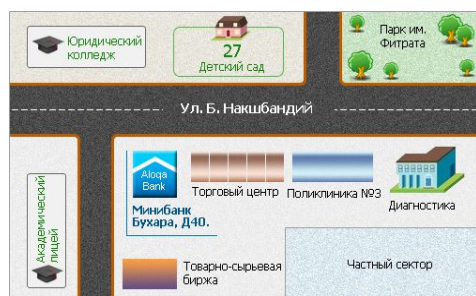 Юридический
колледж
27
Детский сад
Парк им.
Фитрата
Ул. Б. Накшбандий
Академический
лицей
Aloqa
Bank
Минибанк
Бухара, Д40.
Торговый центр
Поликлиника №3
Диагностика
Товарно-сырьевая
биржа
Частный сектор